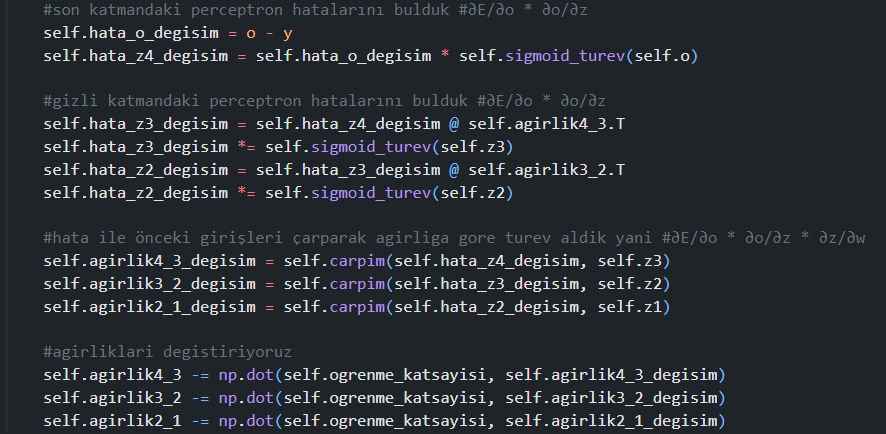 #son katmandaki perceptron hatalarını bulduk #∂E/∂o * ∂o/∂z
self.hata_o_degisim = o - y
self.hata_z4_degisim = self.hata_o_degisim * self.sigmoid_turev(self.o)
#gizli katmandaki perceptron hatalarını bulduk #∂E/∂o * ∂o/∂z
self.hata_z3_degisim = self.hata_z4_degisim @ self.agirlik4_3.T
self.hata_z3_degisim *= self.sigmoid_turev(self.z3)
self.hata_z2_degisim = self.hata_z3_degisim @ self.agirlik3_2.T
self.hata_z2_degisim *= self.sigmoid_turev(self.z2)
#hata ile önceki girişleri çarparak agirliga gore turev aldik yani #∂E/∂o * ∂o/∂z * ∂z/∂w
self.agirlik4_3_degisim = self.carpim(self.hata_z4_degisim, self.z3)
self.agirlik3_2_degisim = self.carpim(self.hata_z3_degisim, self.z2)
self.agirlik2_1_degisim = self.carpim(self.hata_z2_degisim, self.z1)
#agirliklari degistiriyoruz
self.agirlik4_3 -= np.dot(self.ogrenme_katsayisi, self.agirlik4_3_degisim)
self.agirlik3_2 -= np.dot(self.ogrenme_katsayisi, self.agirlik3_2_degisim)
self.agirlik2_1 -= np.dot(self.ogrenme_katsayisi, self.agirlik2_1_degisim)